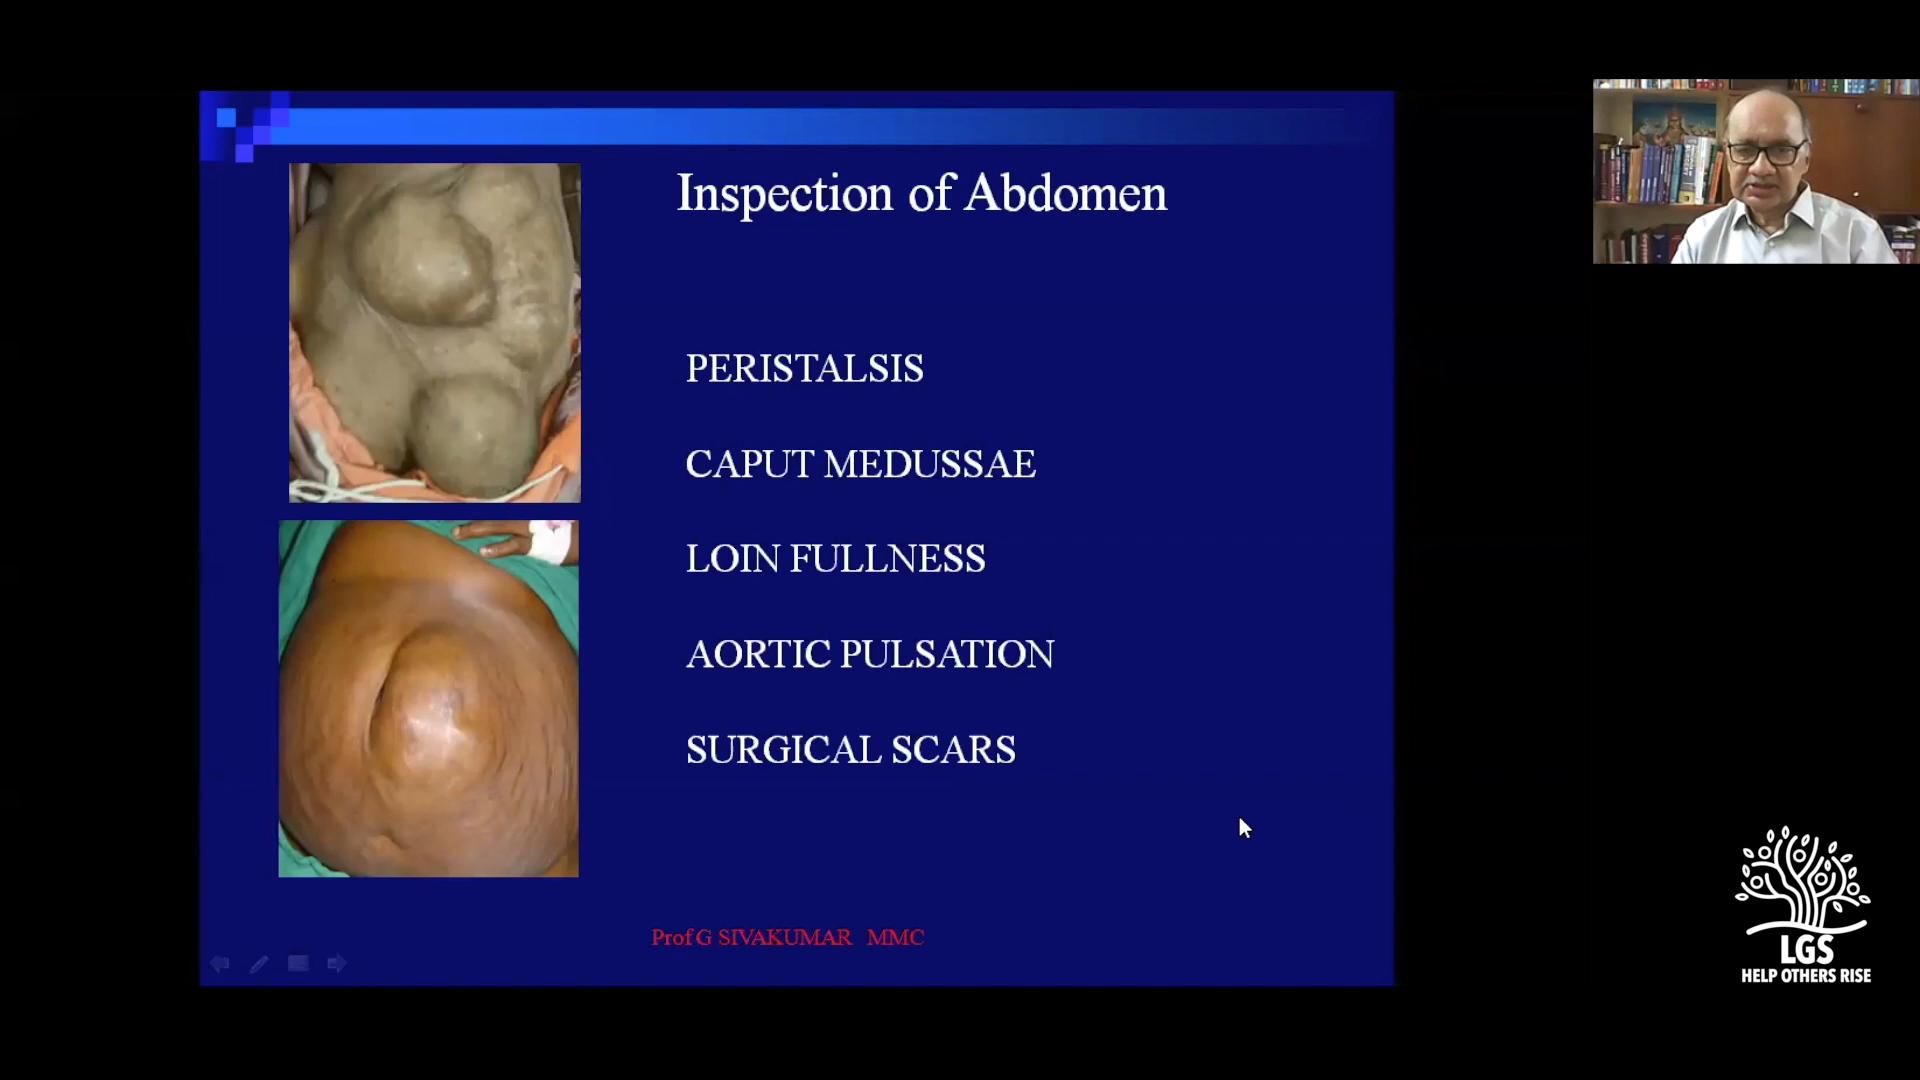 Inspection of Abdomen
PERISTALSIS
CAPUT MEDUSSAE
LOIN FULLNESS
AORTIC PULSATION
SURGICAL SCARS
Prof G SIVAKUMAR MMC
LGS
HELP OTHERS RISE